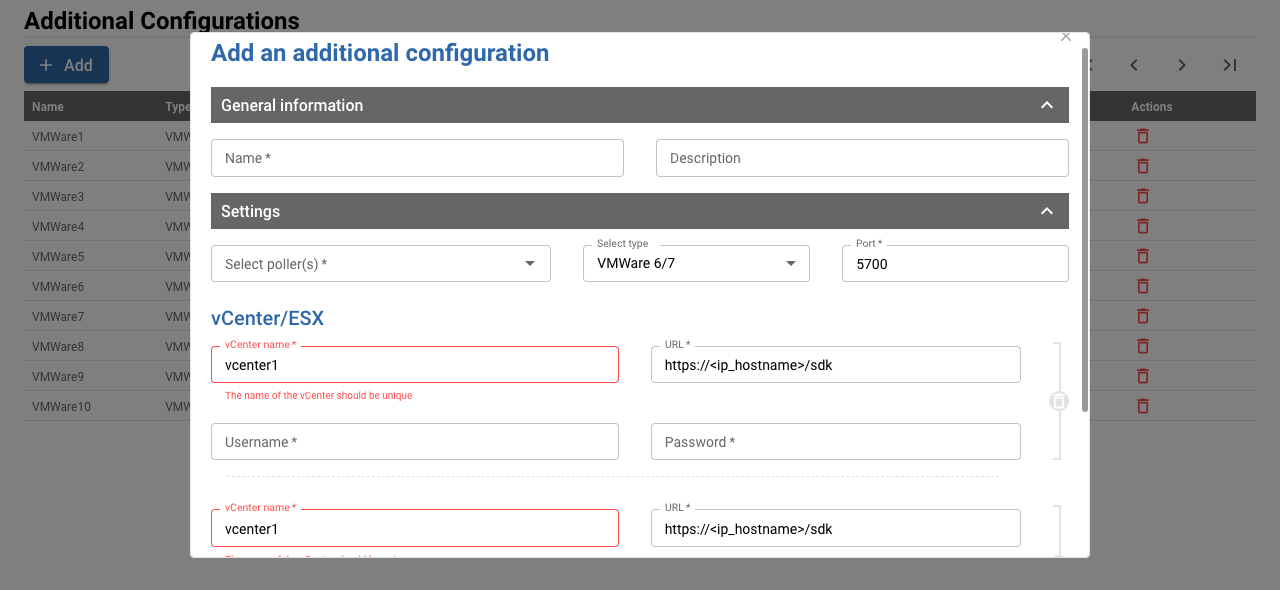 Additional Configurations
Add an additional configuration
Add
General information
Name Type Actions
Name *
Description
VMWare1 VMW
VMWare2 VMW
VMWare3 VMW
Settings
VMWare4 VMW
VMWare5 VMW
Select poller(s) *
Select type
VMWare 6/7
Port *
5700
VMWare6 VMW
VMWare7 VMW
vCenter/ESX
VMWare8 VMW
vCenter name *
vcenter1
URL *
https://<ip_hostname>/sdk
VMWare9 VMW
The name of the vCenter should be unique
VMWare10 VMW
Username *
Password *
vCenter name *
vcenter1
URL *
https://<ip_hostname>/sdk